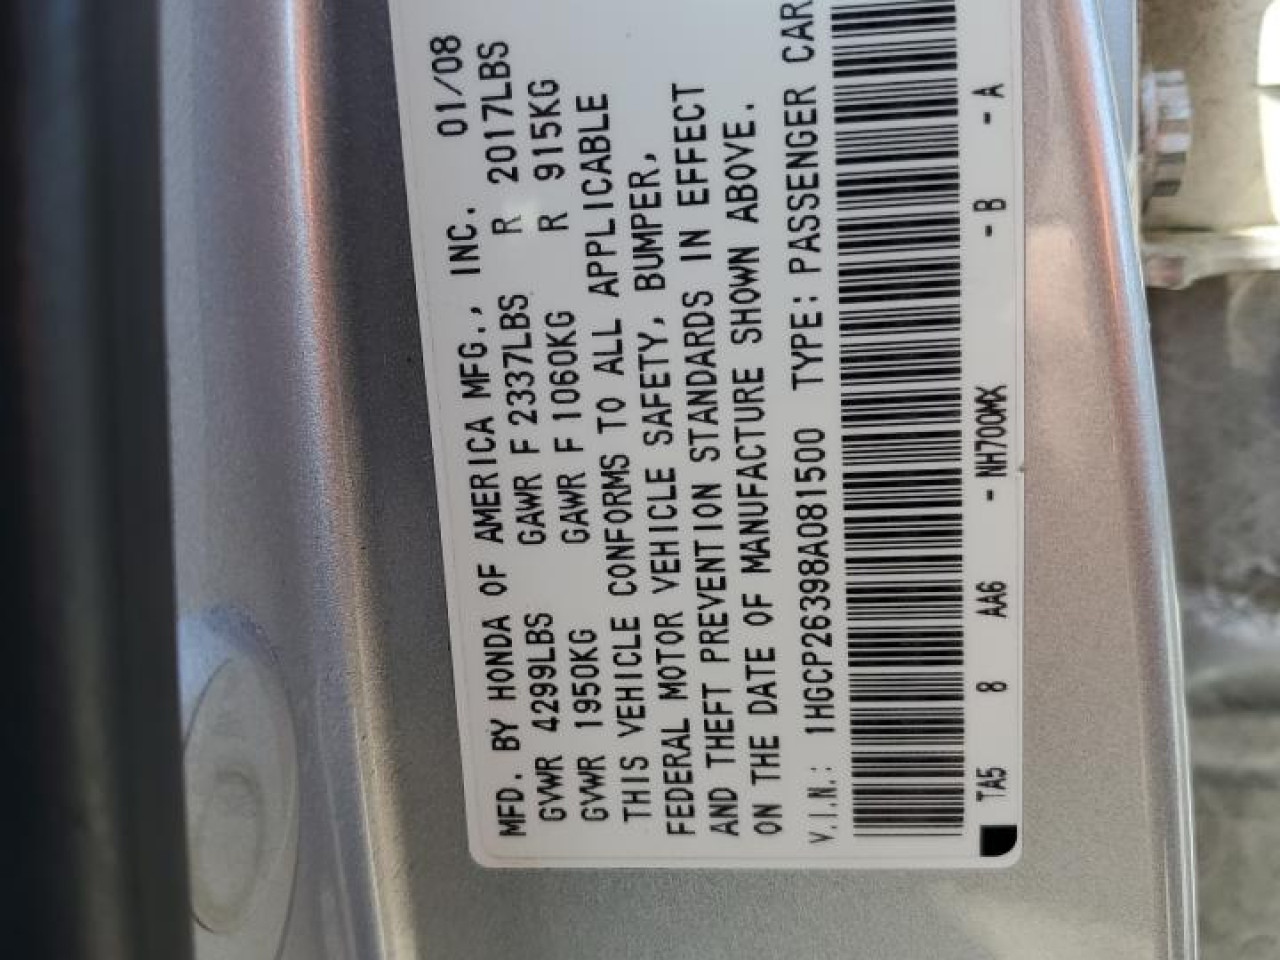 MFD. BY HONDA OF AMERICA MFG., INC. 01/08
GVWR 4299LBS GAWR F 2337LBS R 2017LBS
GVWR 1950KG GAWR F 1060KG R 915KG
THIS VEHICLE CONFORMS TO ALL APPLICABLE
FEDERAL MOTOR VEHICLE SAFETY, BUMPER,
AND THEFT PREVENTION STANDARDS IN EFFECT
ON THE DATE OF MANUFACTURE SHOWN ABOVE.
V.I.N.: 1HGCP26398A081500 TYPE: PASSENGER CAR
TA5 8 AA6 - NH700MX - B - A